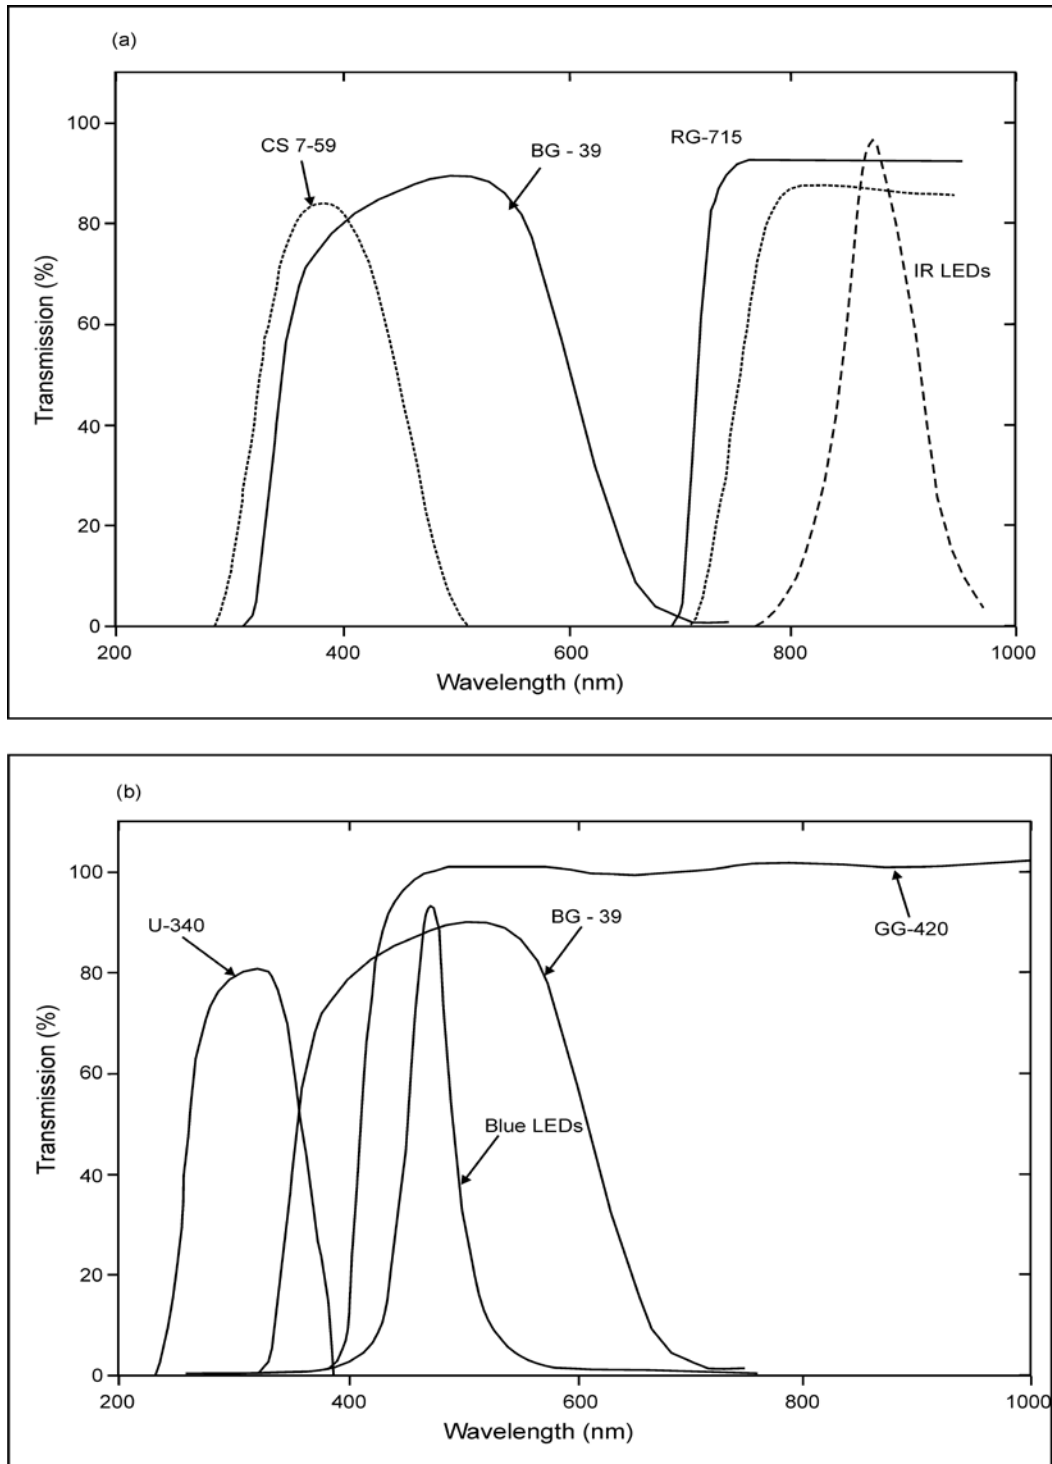 (a)
100
80
60
40
20
0
Transmission (%)
CS 7-59
BG - 39
RG-715
IR LEDs
200 400 600 800 1000
Wavelength (nm)
(b)
100
80
60
40
20
0
Transmission (%)
U-340
BG - 39
GG-420
Blue LEDs
200 400 600 800 1000
Wavelength (nm)